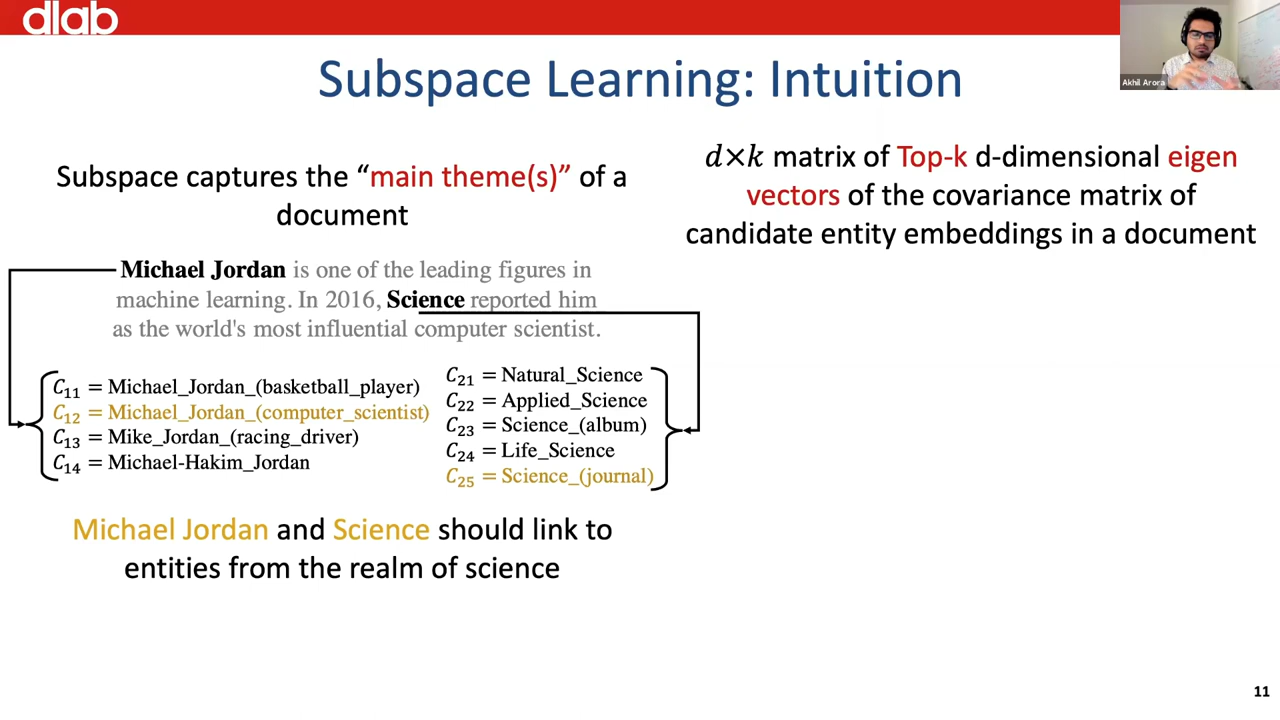 dlab
Akhil Arora
Subspace Learning: Intuition
Subspace captures the “main theme(s)” of a
document
Michael Jordan is one of the leading figures in
machine learning. In 2016, Science reported him
as the world's most influential computer scientist.
C11 = Michael_Jordan_(basketball_player)
C12 = Michael_Jordan_(computer_scientist)
C13 = Mike_Jordan_(racing_driver)
C14 = Michael-Hakim_Jordan
C21 = Natural_Science
C22 = Applied_Science
C23 = Science_(album)
C24 = Life_Science
C25 = Science_(journal)
Michael Jordan and Science should link to
entities from the realm of science
d×k matrix of Top-k d-dimensional eigen
vectors of the covariance matrix of
candidate entity embeddings in a document
11